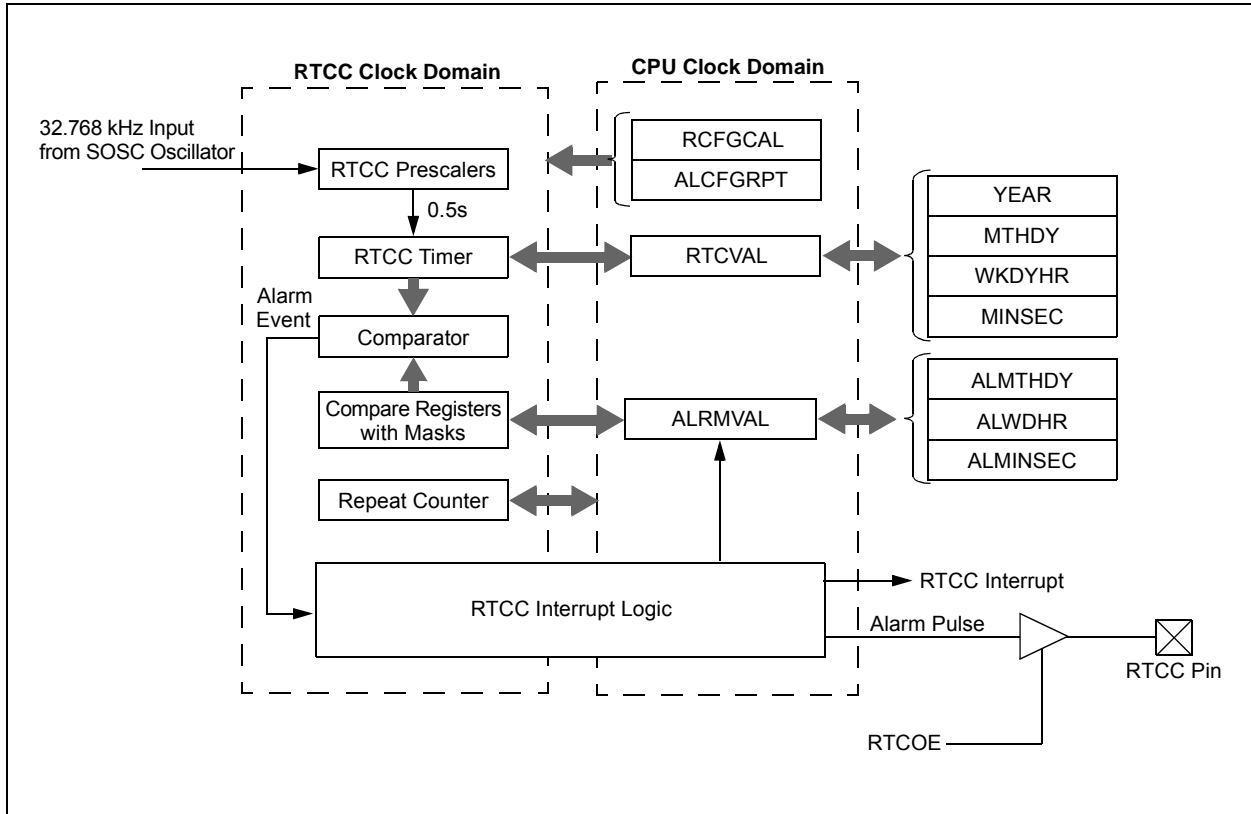 RTCC Clock Domain
CPU Clock Domain
32.768 kHz Input
from SOSC Oscillator
RTCC Prescalers
0.5s
RTCC Timer
Alarm
Event
Comparator
Compare Registers
with Masks
Repeat Counter
RCFGCAL
ALCFGRPT
RTCVAL
YEAR
MTHDY
WKDYHR
MINSEC
ALRMVAL
ALMTHDY
ALWDHR
ALMINSEC
RTCC Interrupt Logic
RTCC Interrupt
Alarm Pulse
RTCC Pin
RTCOE